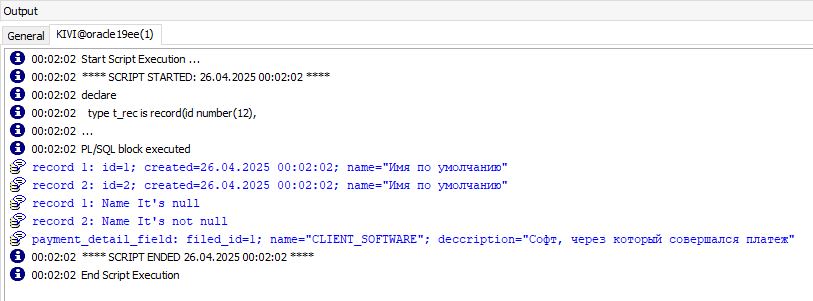 Output
General KIVI@oracle19ee(1)
00:02:02 Start Script Execution ...
00:02:02 **** SCRIPT STARTED: 26.04.2025 00:02:02 ****
00:02:02 declare
00:02:02 type t_rec is record(id number(12),
00:02:02 ...
00:02:02 PL/SQL block executed
record 1: id=1; created=26.04.2025 00:02:02; name="Имя по умолчанию"
record 2: id=2; created=26.04.2025 00:02:02; name="Имя по умолчанию"
record 1: Name It's null
record 2: Name It's not null
payment_detail_field: filed_id=1; name="CLIENT_SOFTWARE"; deccription="Софт, через который совершался платеж"
00:02:02 **** SCRIPT ENDED 26.04.2025 00:02:02 ****
00:02:02 End Script Execution